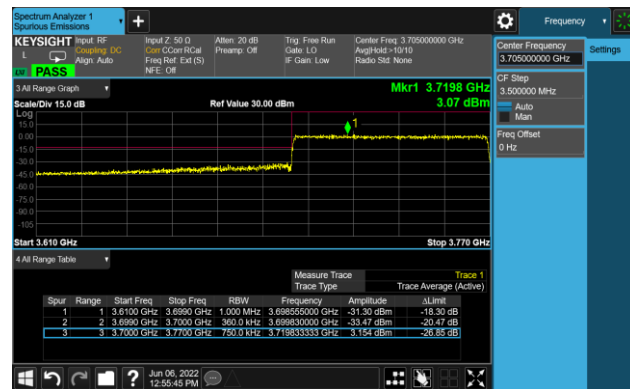 Spectrum Analyzer 1
Spurious Emissions
Frequency
KEYSIGHT
L
PASS
Input: RF
Coupling: DC
Align: Auto
Input Z: 50 Ω
Corr CCorr RCal
Freq Ref: Ext (S)
NFE: Off
Atten: 20 dB
Preamp: Off
Trig: Free Run
Gate: LO
IF Gain: Low
Center Freq: 3.705000000 GHz
Avg|Hold:>10/10
Radio Std: None
Center Frequency
3.705000000 GHz
Settings
CF Step
3.500000 MHz
Auto
Man
Freq Offset
0 Hz
3 All Range Graph
Scale/Div 15.0 dB
Ref Value 30.00 dBm
Mkr1 3.7198 GHz
3.07 dBm
Log
15.0
0.00
-15.0
-30.0
-45.0
-60.0
-75.0
-90.0
-105
1
Start 3.610 GHz
Stop 3.770 GHz
4 All Range Table
Measure Trace Trace 1
Trace Type Trace Average (Active)
Spur Range Start Freq Stop Freq RBW Frequency Amplitude ΔLimit
1 1 3.6100 GHz 3.6990 GHz 1.000 MHz 3.698555000 GHz -31.30 dBm -18.30 dB
2 2 3.6990 GHz 3.7000 GHz 360.0 kHz 3.699830000 GHz -33.47 dBm -20.47 dB
3 3 3.7000 GHz 3.7700 GHz 750.0 kHz 3.719833333 GHz 3.154 dBm -26.85 dB
Jun 06, 2022
12:55:45 PM